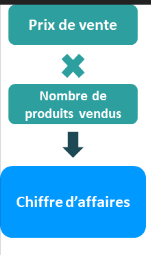 Prix de vente
Nombre de
produits vendus
Chiffre d’affaires